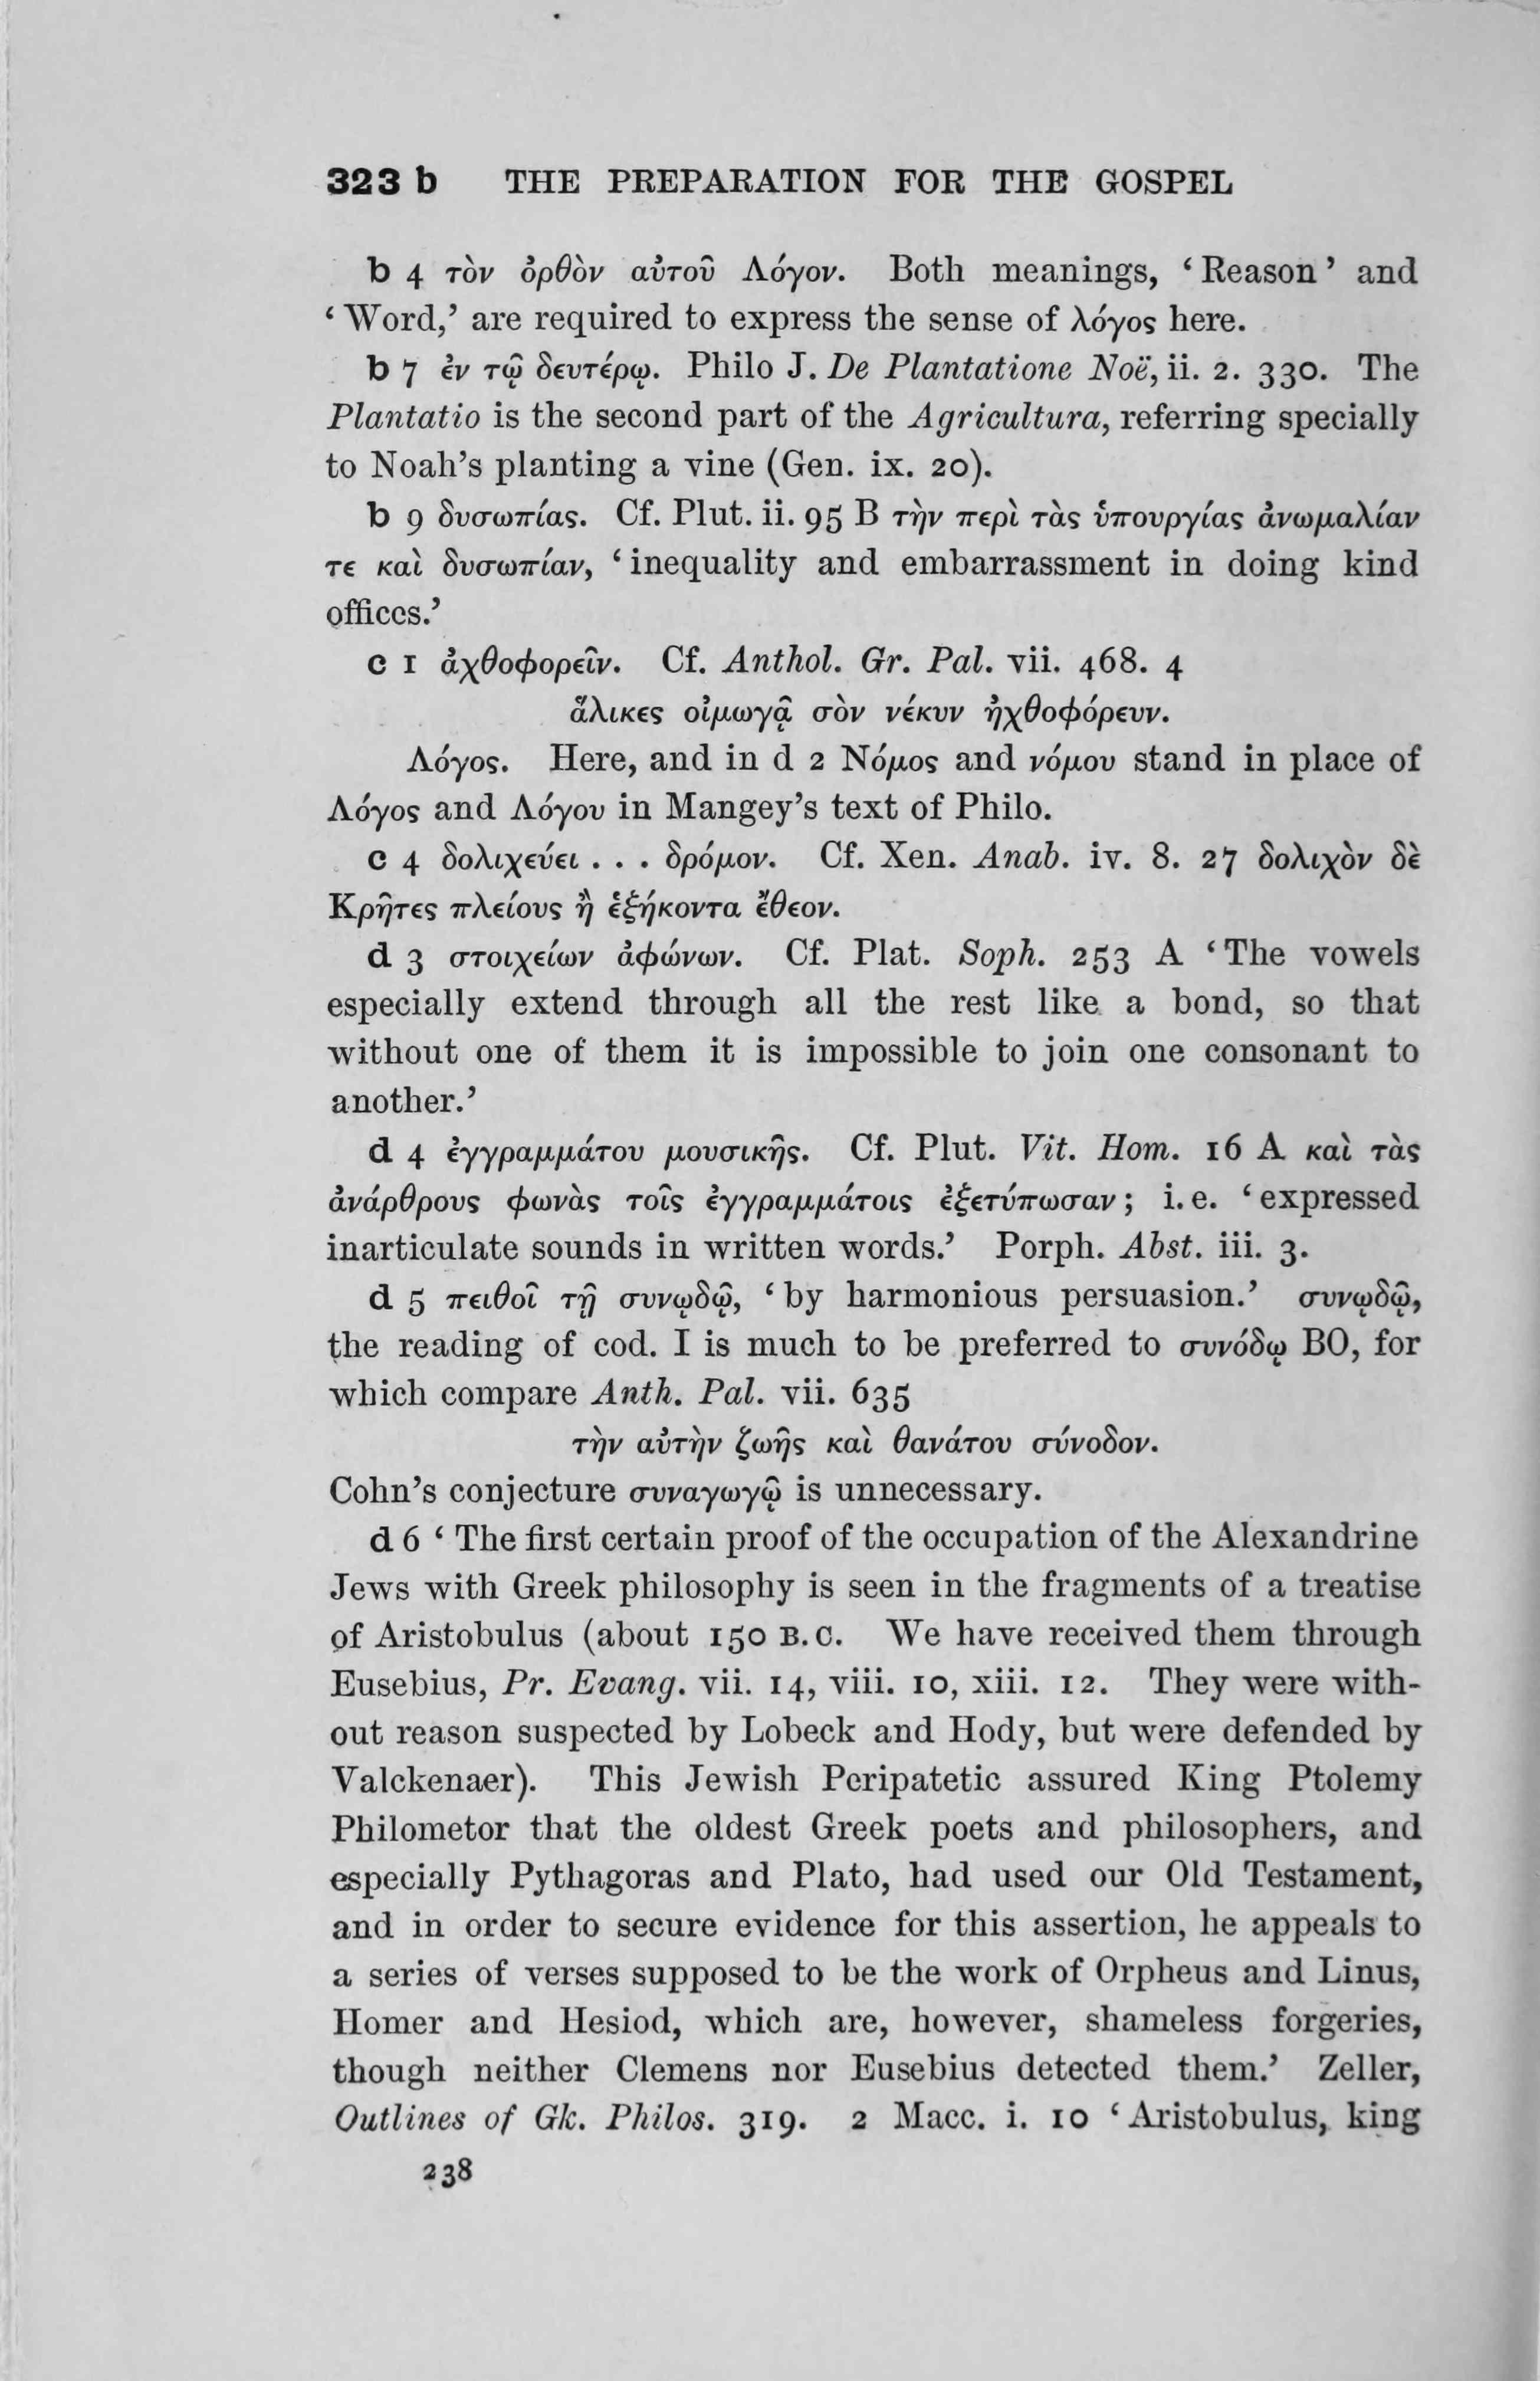 323 b THE PREPARATION FOR THE GOSPEL
b 4 τὸν ὀρθὸν αὐτοῦ Λόγον. Both meanings, ‘Reason’ and
‘Word,’ are required to express the sense of λόγος here.
b 7 ἐν τῷ δευτέρῳ. Philo J. De Plantatione Noë, ii. 2. 330. The
Plantatio is the second part of the Agricultura, referring specially
to Noah’s planting a vine (Gen. ix. 20).
b 9 δυσωπίας. Cf. Plut. ii. 95 B τὴν περὶ τὰς ὑπουργίας ἀνωμαλίαν
τε καὶ δυσωπίαν, ‘inequality and embarrassment in doing kind
offices.’
c 1 ἀχθοφορεῖν. Cf. Anthol. Gr. Pal. vii. 468. 4
ἅλικες οἰμωγᾷ σὸν νέκυν ἠχθοφόρευν.
Λόγος. Here, and in d 2 Νόμος and νόμου stand in place of
Λόγος and Λόγου in Mangey’s text of Philo.
c 4 δολιχεύει . . . δρόμον. Cf. Xen. Anab. iv. 8. 27 δολιχὸν δὲ
Κρῆτες πλείους ἢ ἑξήκοντα ἔθεον.
d 3 στοιχείων ἀφώνων. Cf. Plat. Soph. 253 A ‘The vowels
especially extend through all the rest like a bond, so that
without one of them it is impossible to join one consonant to
another.’
d 4 ἐγγραμμάτου μουσικῆς. Cf. Plut. Vit. Hom. 16 A καὶ τὰς
ἀνάρθρους φωνὰς τοῖς ἐγγραμμάτοις ἐξετύπωσαν; i.e. ‘expressed
inarticulate sounds in written words.’ Porph. Abst. iii. 3.
d 5 πειθοῖ τῇ συνῳδῷ, ‘by harmonious persuasion.’ συνῳδῷ,
the reading of cod. I is much to be preferred to συνόδῳ BO, for
which compare Anth. Pal. vii. 635
τὴν αὐτὴν ζωῆς καὶ θανάτου σύνοδον.
Cohn’s conjecture συναγωγῷ is unnecessary.
d 6 ‘The first certain proof of the occupation of the Alexandrine
Jews with Greek philosophy is seen in the fragments of a treatise
of Aristobulus (about 150 B.C. We have received them through
Eusebius, Pr. Evang. vii. 14, viii. 10, xiii. 12. They were with-
out reason suspected by Lobeck and Hody, but were defended by
Valckenaer). This Jewish Peripatetic assured King Ptolemy
Philometor that the oldest Greek poets and philosophers, and
especially Pythagoras and Plato, had used our Old Testament,
and in order to secure evidence for this assertion, he appeals to
a series of verses supposed to be the work of Orpheus and Linus,
Homer and Hesiod, which are, however, shameless forgeries,
though neither Clemens nor Eusebius detected them.’ Zeller,
Outlines of Gk. Philos. 319. 2 Macc. i. 10 ‘Aristobulus, king
238